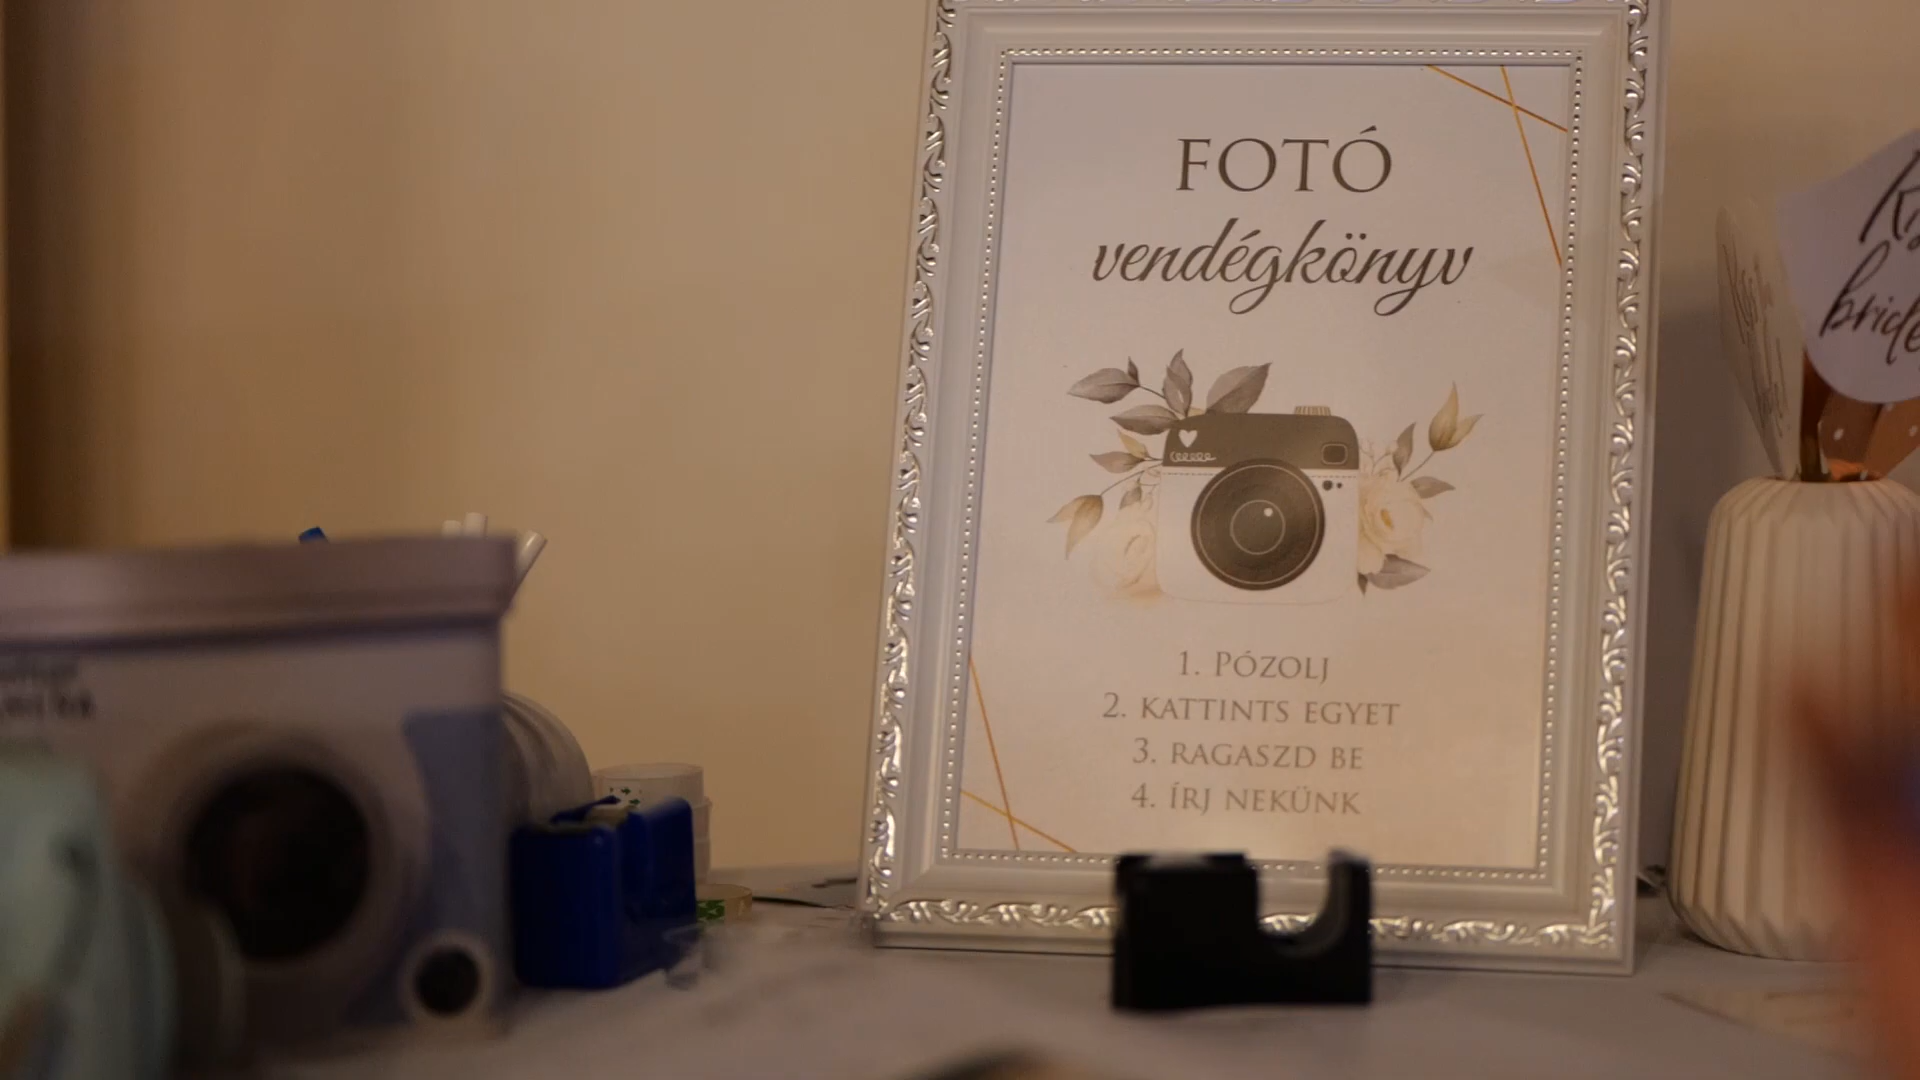 FOTÓ
vendégkönyv
1. PÓZOLJ
2. KATTINTS EGYET
3. RAGASZD BE
4. ÍRJ NEKÜNK
bride